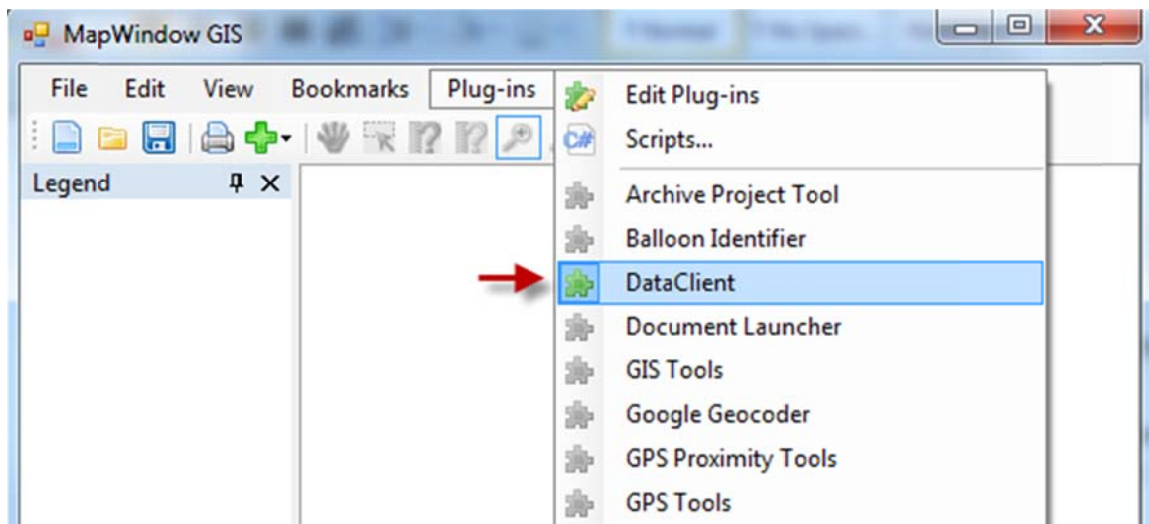 MapWindow GIS
File Edit View Bookmarks Plug-ins
Edit Plug-ins
C# Scripts...
Legend
Archive Project Tool
Balloon Identifier
DataClient
Document Launcher
GIS Tools
Google Geocoder
GPS Proximity Tools
GPS Tools